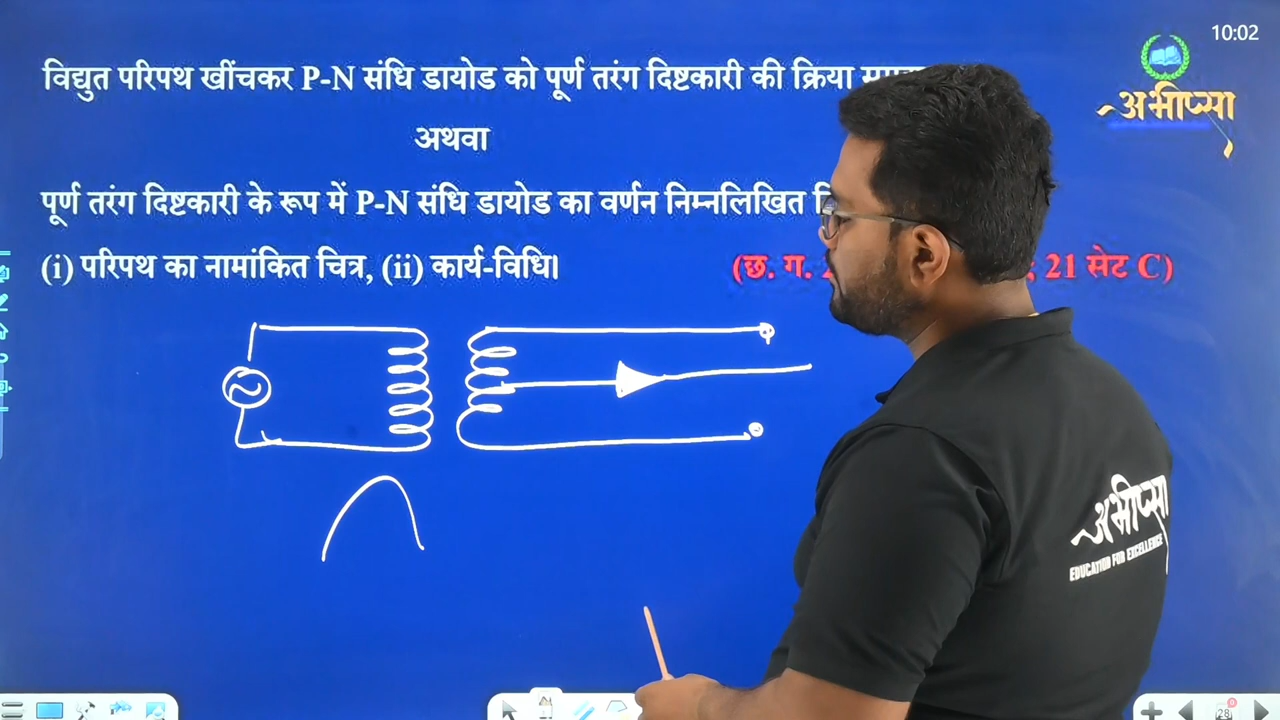 10:02
अभीप्सा
विद्युत परिपथ खींचकर P-N संधि डायोड को पूर्ण तरंग दिष्टकारी की क्रिया
अथवा
पूर्ण तरंग दिष्टकारी के रूप में P-N संधि डायोड का वर्णन निम्नलिखित
(i) परिपथ का नामांकित चित्र, (ii) कार्य-विधि।
(छ. ग. 21 सेट C)
अभीप्सा
EDUCATION FOR EXCELLENCE
28